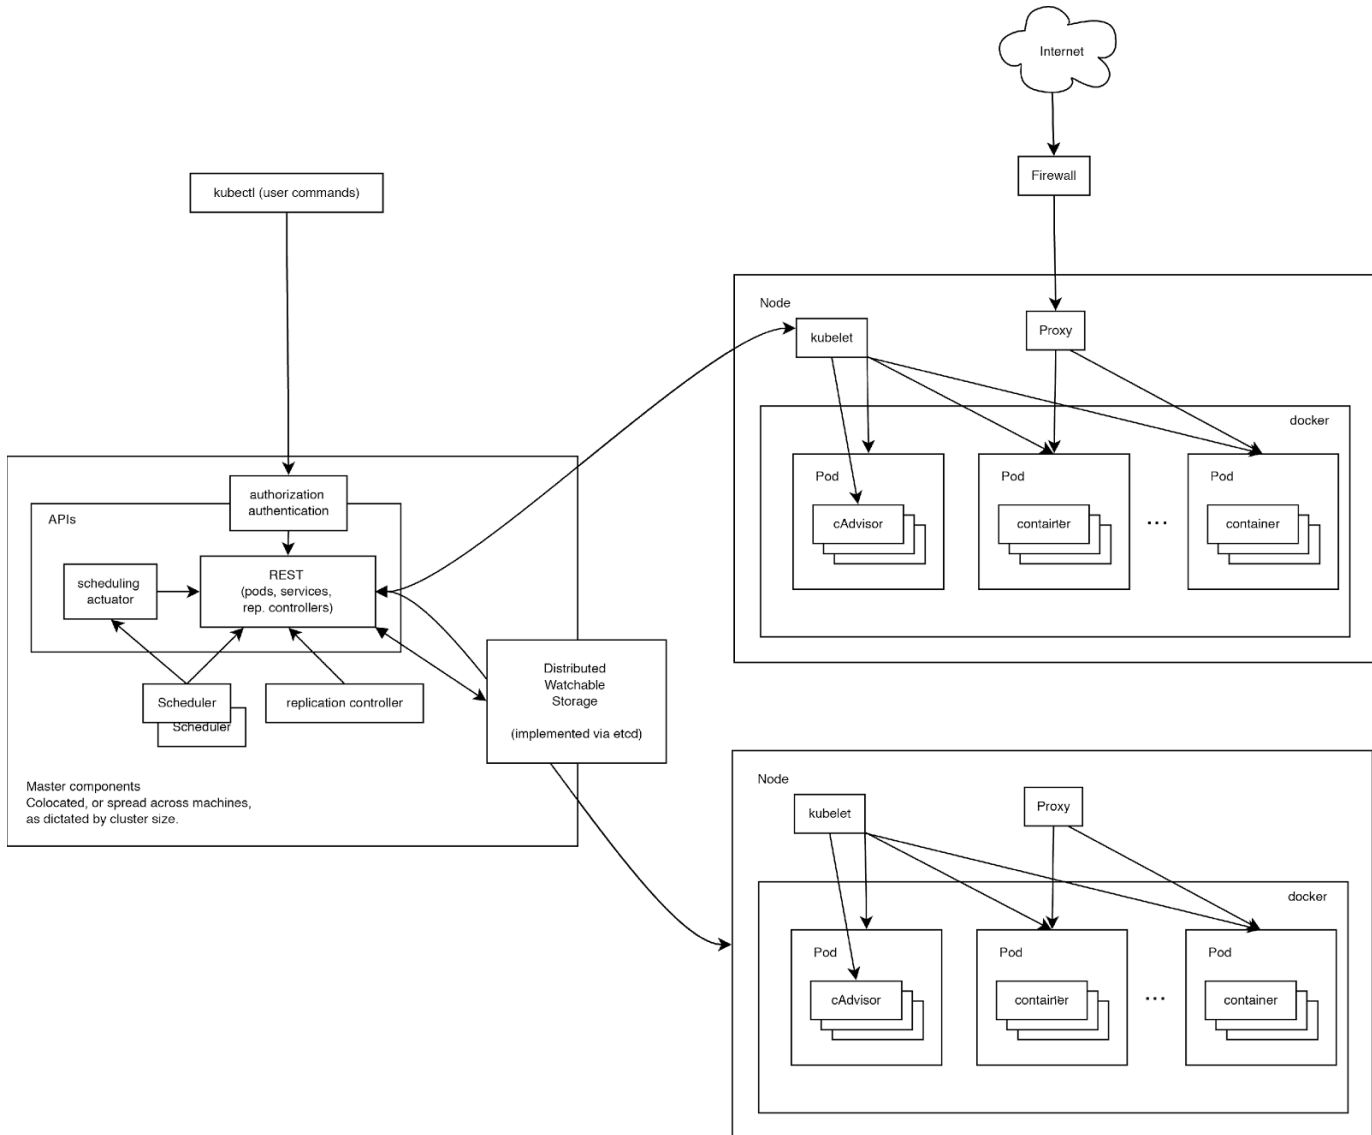 Internet
Firewall
kubectl (user commands)
Node
kubelet
Proxy
docker
Pod
cAdvisor
Pod
container
...
Pod
container
authorization
authentication
APIs
scheduling
actuator
REST
(pods, services,
rep. controllers)
Scheduler
Scheduler
replication controller
Distributed
Watchable
Storage
(implemented via etcd)
Master components
Colocated, or spread across machines,
as dictated by cluster size.
Node
kubelet
Proxy
docker
Pod
cAdvisor
Pod
container
...
Pod
container